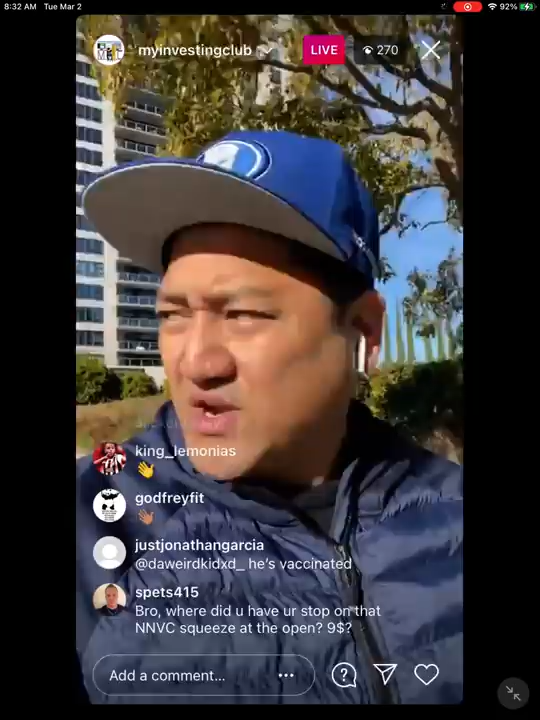 8:32 AM Tue Mar 2
92%
myinvestingclub
LIVE
270
king_lemonias
👋
godfreyfit
👋🏽
justjonathangarcia
@daweirdkidxd_ he's vaccinated
spets415
Bro, where did u have ur stop on that
NNVC squeeze at the open? 9$?
Add a comment...